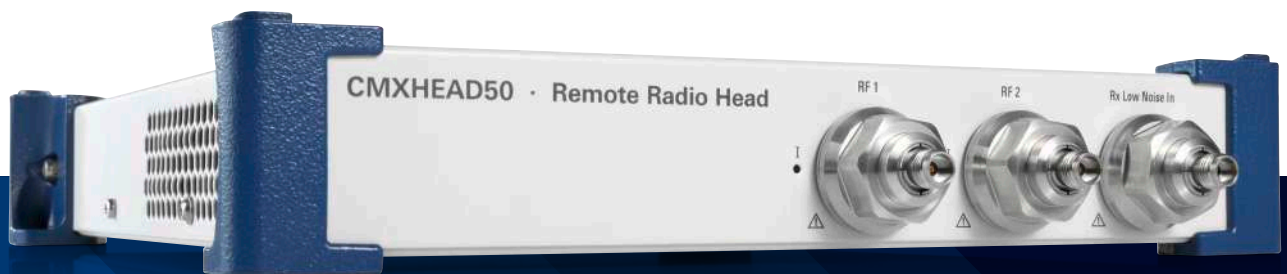 CMXHEAD50 · Remote Radio Head
RF 1
RF 2
Rx Low Noise In